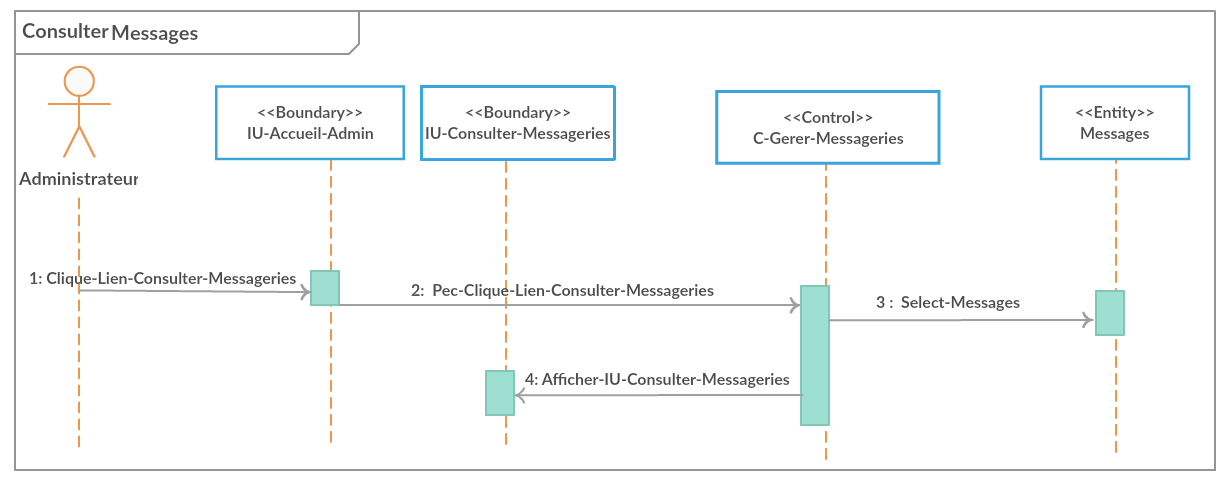 Consulter Messages
<<Boundary>>
IU-Accueil-Admin
<<Boundary>>
IU-Consulter-Messageries
<<Control>>
C-Gerer-Messageries
<<Entity>>
Messages
Administrateur
1: Clique-Lien-Consulter-Messageries
2: Pec-Clique-Lien-Consulter-Messageries
3 : Select-Messages
4: Afficher-IU-Consulter-Messageries